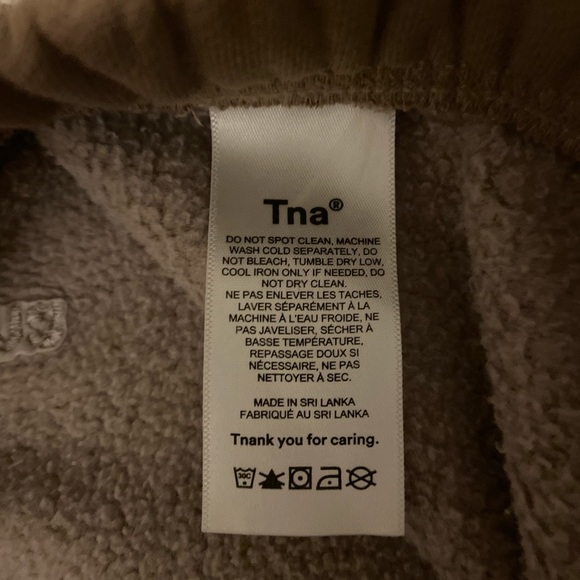 Tna®
DO NOT SPOT CLEAN, MACHINE
WASH COLD SEPARATELY, DO
NOT BLEACH, TUMBLE DRY LOW,
COOL IRON ONLY IF NEEDED, DO
NOT DRY CLEAN.
NE PAS ENLEVER LES TACHES,
LAVER SÉPARÉMENT À LA
MACHINE À L'EAU FROIDE, NE
PAS JAVELISER, SÉCHER À
BASSE TEMPÉRATURE,
REPASSAGE DOUX SI
NÉCESSAIRE, NE PAS
NETTOYER À SEC.
MADE IN SRI LANKA
FABRIQUÉ AU SRI LANKA
Tnank you for caring.
30C